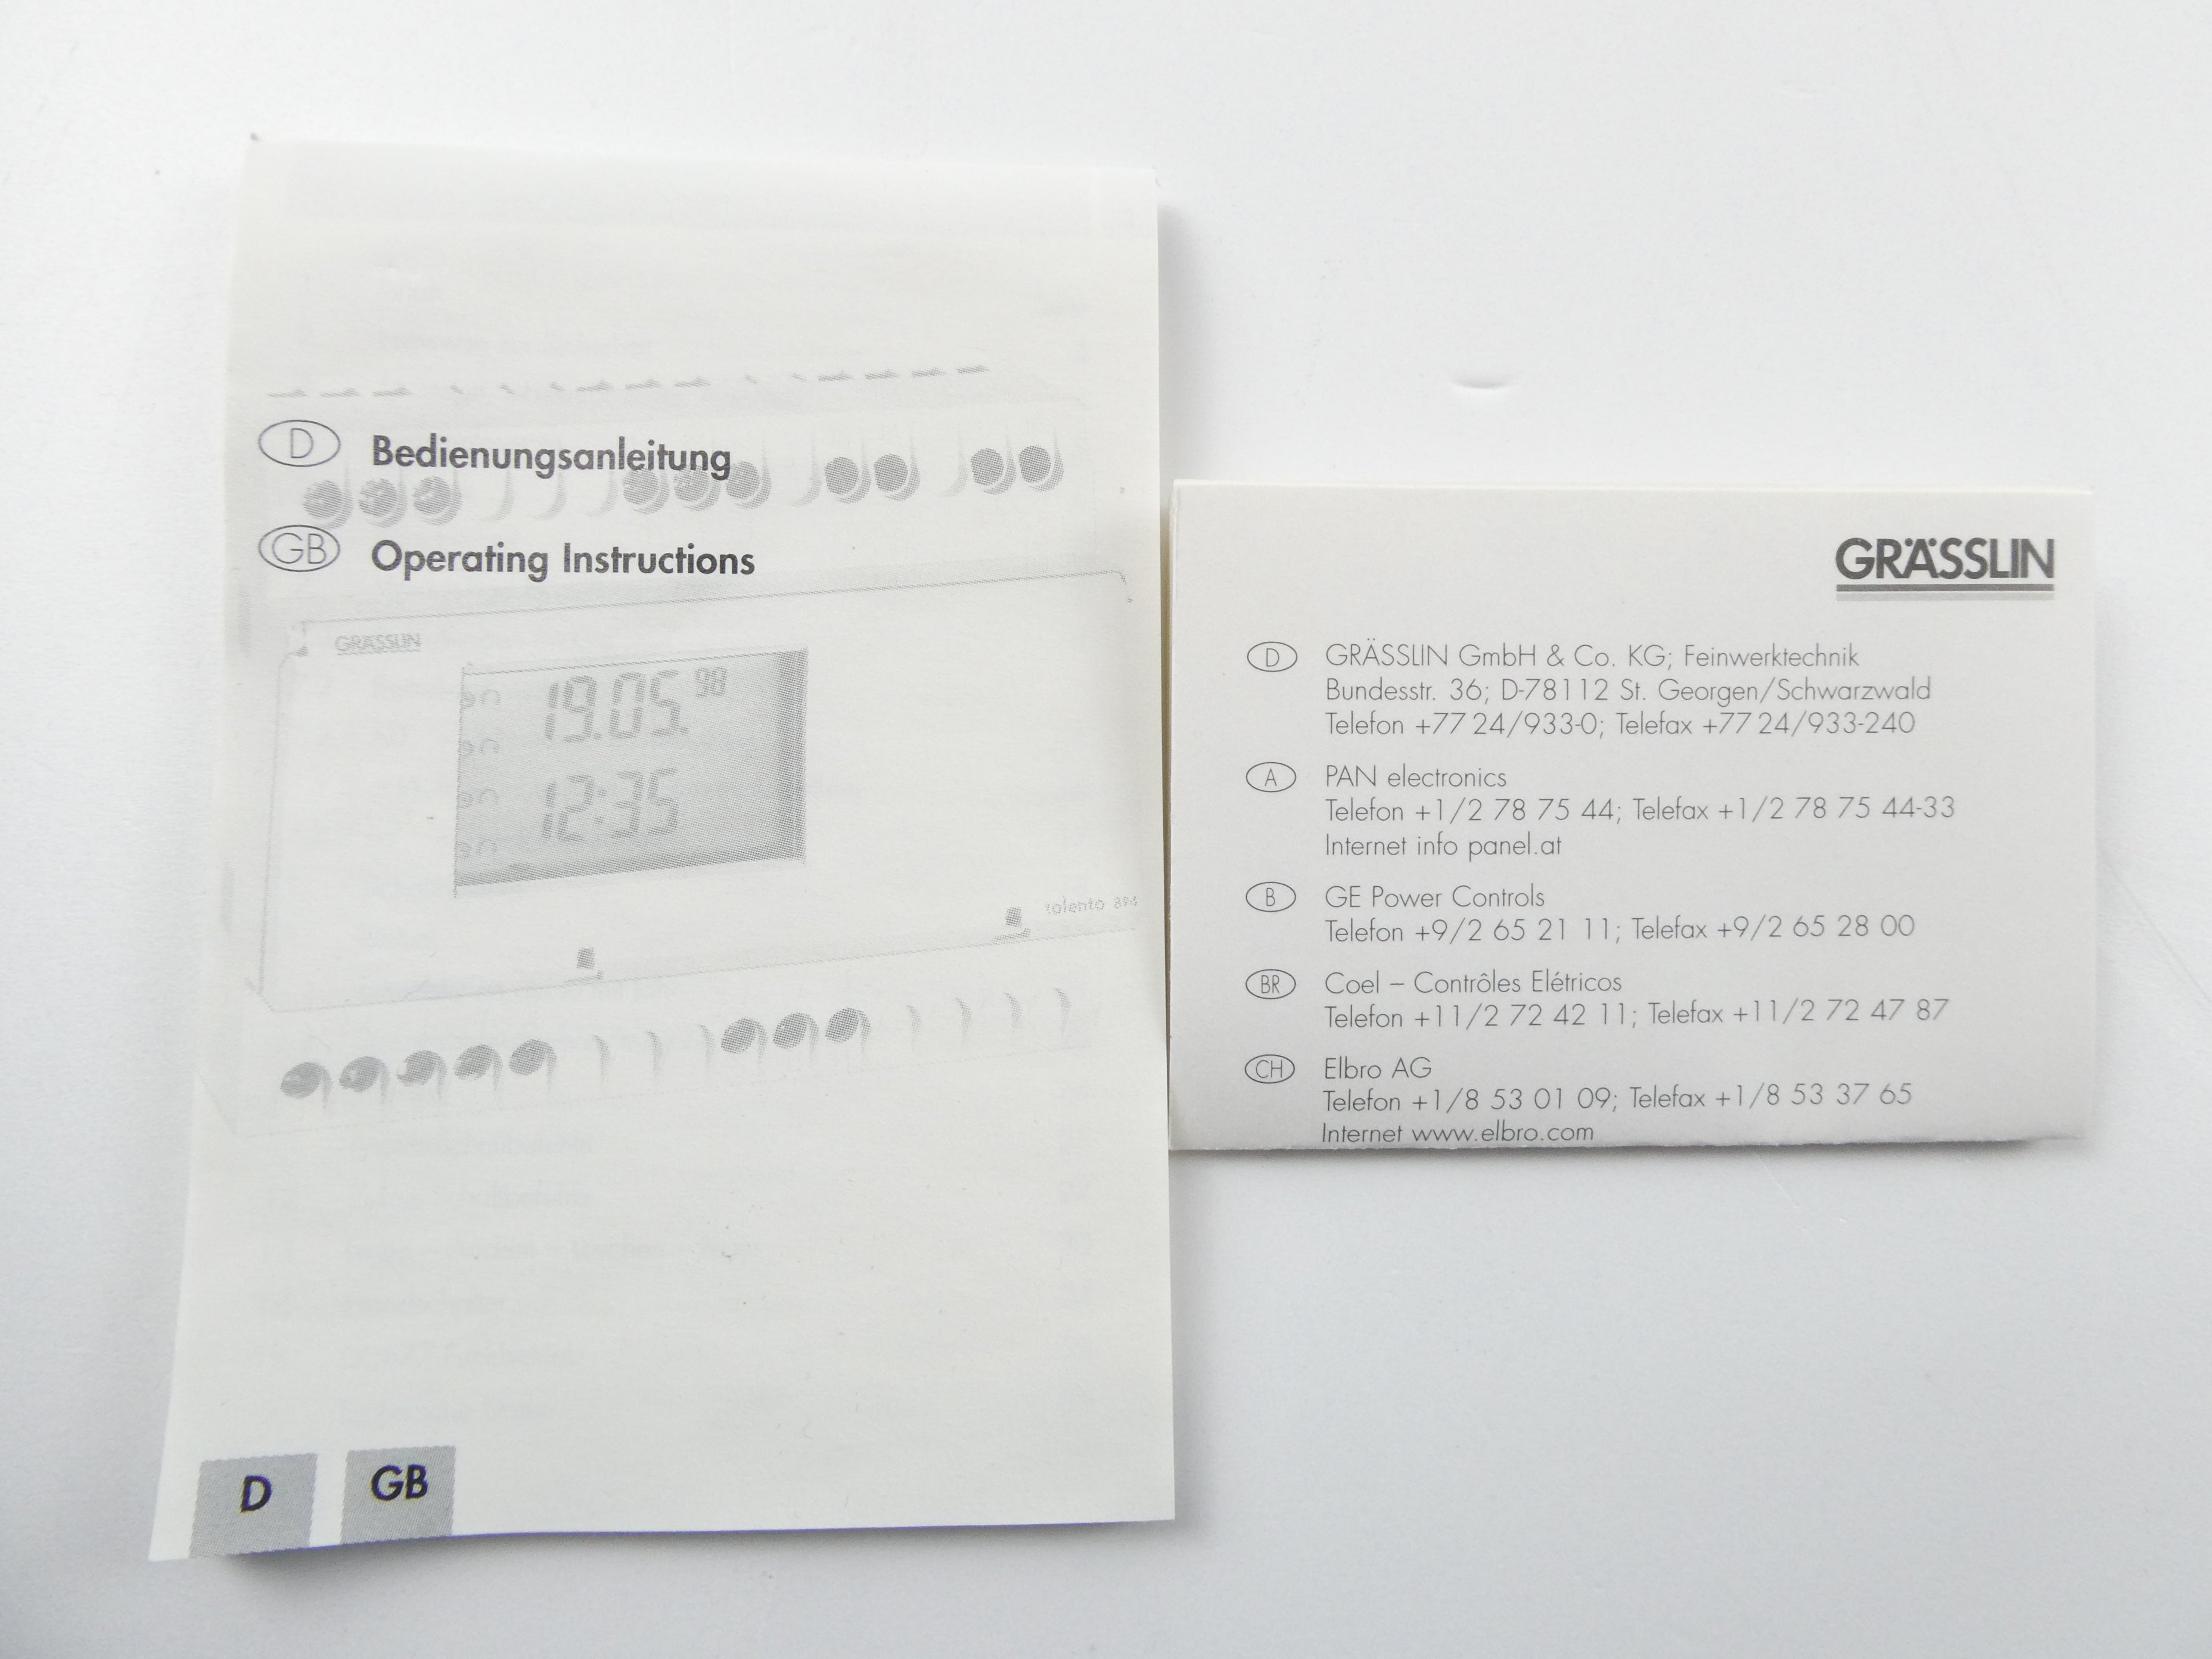 D Bedienungsanleitung
GB Operating Instructions
GRÄSSLIN
19.05. 98
12:35
talento
D GB
GRÄSSLIN
D GRÄSSLIN GmbH & Co. KG; Feinwerktechnik
Bundesstr. 36; D-78112 St. Georgen/Schwarzwald
Telefon +77 24/933-0; Telefax +77 24/933-240
A PAN electronics
Telefon +1/2 78 75 44; Telefax +1/2 78 75 44-33
Internet info panel.at
B GE Power Controls
Telefon +9/2 65 21 11; Telefax +9/2 65 28 00
BR Coel – Contrôles Elétricos
Telefon +11/2 72 42 11; Telefax +11/2 72 47 87
CH Elbro AG
Telefon +1/8 53 01 09; Telefax +1/8 53 37 65
Internet www.elbro.com